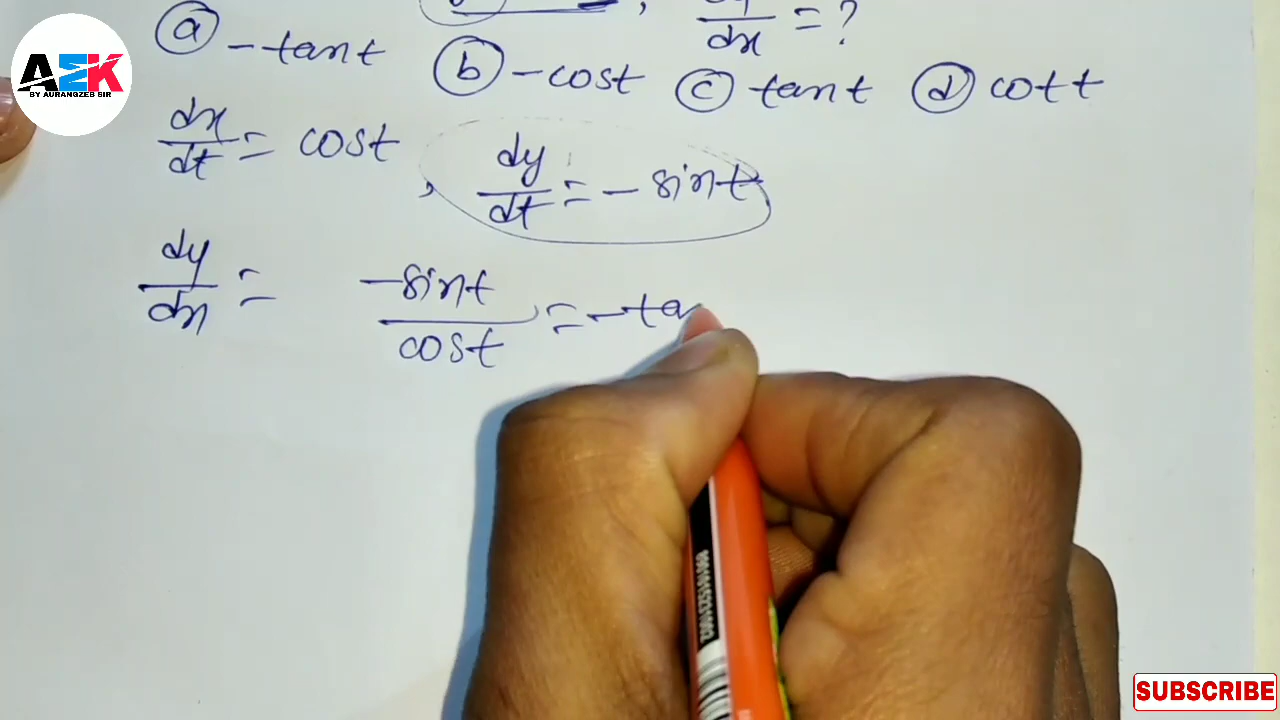 dy/dx = ?
ⓐ -tant ⓑ -cost ⓒ tant ⓓ cott
dx/dt = cost, dy/dt = - sint
dy/dx = -sint/cost = -ta
AEK
BY AURANGZEB SIR
SUBSCRIBE